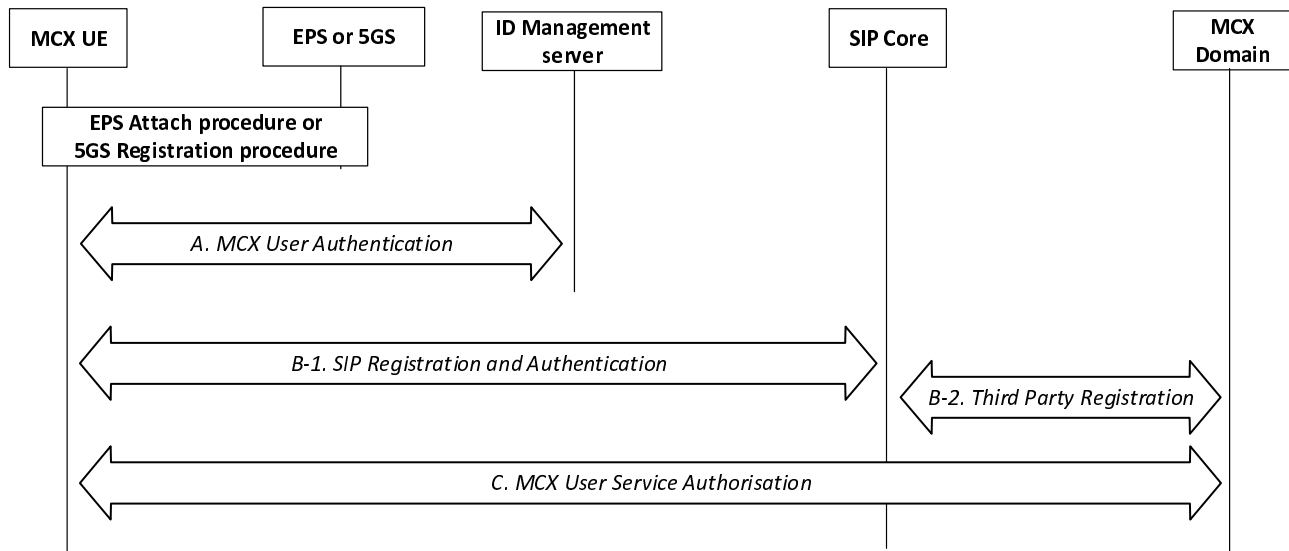 MCX UE
EPS or 5GS
ID Management
server
SIP Core
MCX
Domain
EPS Attach procedure or
5GS Registration procedure
A. MCX User Authentication
B-1. SIP Registration and Authentication
B-2. Third Party Registration
C. MCX User Service Authorisation